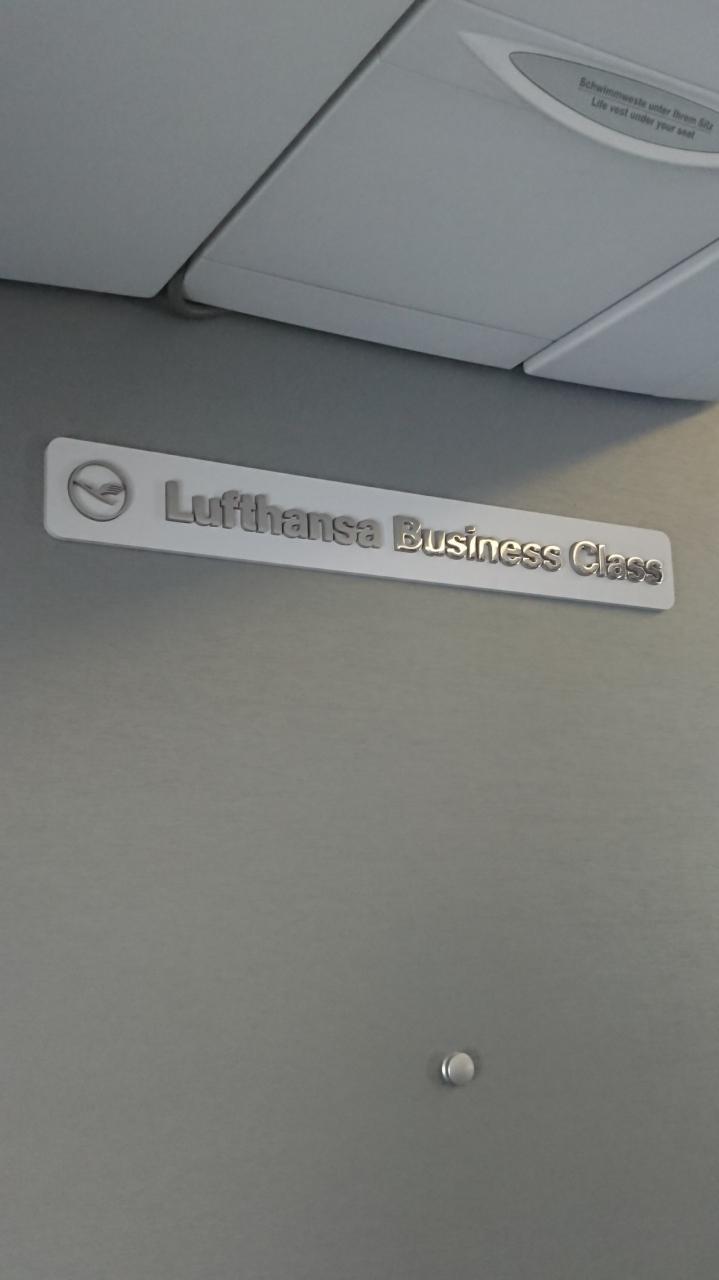 Schwimmweste unter Ihrem Sitz
Life vest under your seat
Lufthansa Business Class